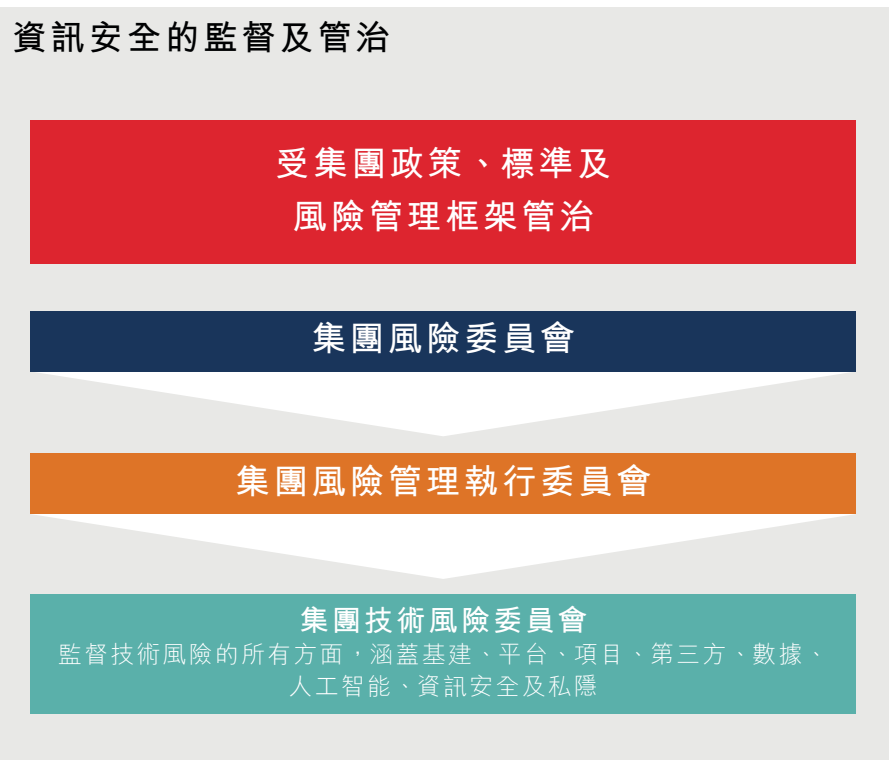 資訊安全的監督及管治
受集團政策、標準及
風險管理框架管治
集團風險委員會
集團風險管理執行委員會
集團技術風險委員會
監督技術風險的所有方面，涵蓋基建、平台、項目、第三方、數據、
人工智能、資訊安全及私隱